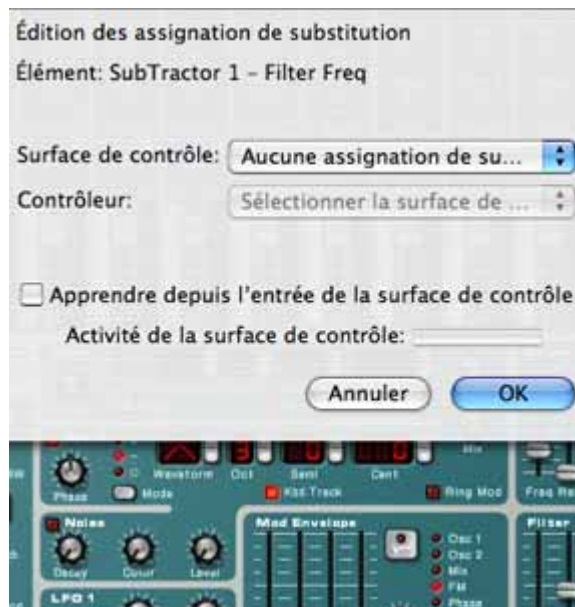 Édition des assignation de substitution
Élément: SubTractor 1 – Filter Freq
Surface de contrôle: Aucune assignation de su...
Contrôleur: Sélectionner la surface de ...
Apprendre depuis l'entrée de la surface de contrôle
Activité de la surface de contrôle:
Annuler OK
Waveform Oct Semi Cent Mix
Phase Mode Kbd Track Ring Mod Freq Re
Noise Mod Envelope Filter
Osc 1
Osc 2
Mix
Decay Color Level FM
LFO 1 Phase